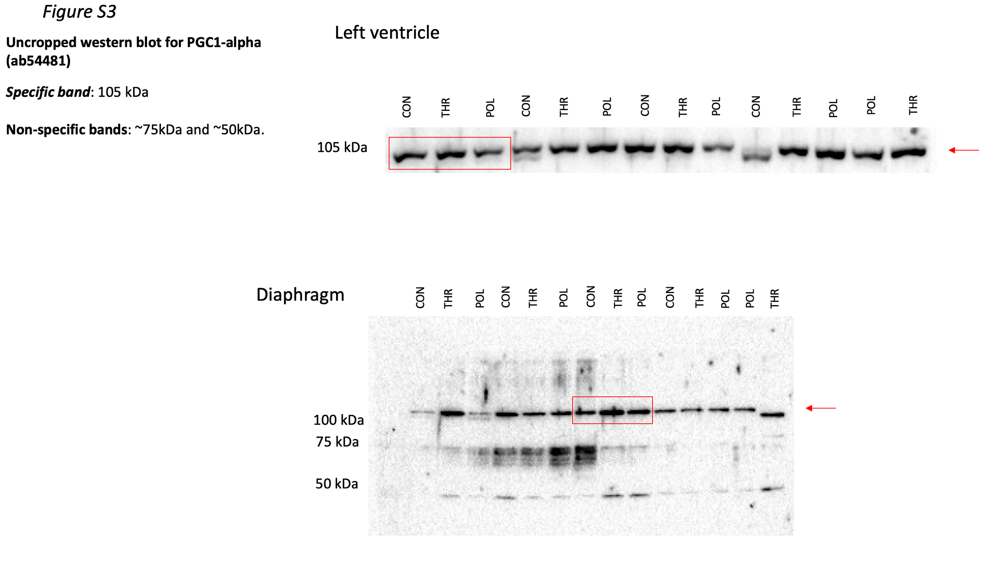 Figure S3
Uncropped western blot for PGC1-alpha
(ab54481)
Specific band: 105 kDa
Non-specific bands: ~75kDa and ~50kDa.
Left ventricle
CON THR POL CON THR POL CON THR POL CON THR POL POL THR
105 kDa
Diaphragm
CON THR POL CON THR POL CON THR POL CON THR POL POL THR
100 kDa
75 kDa
50 kDa